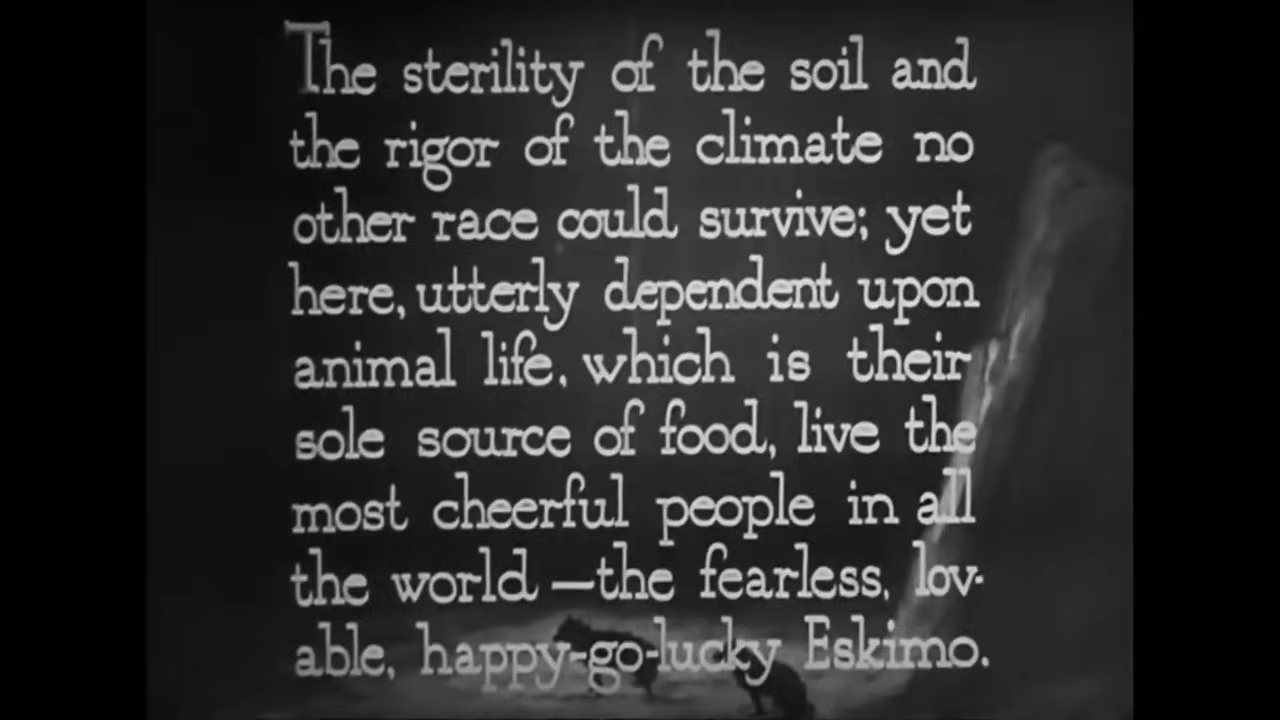 The sterility of the soil and
the rigor of the climate no
other race could survive; yet
here, utterly dependent upon
animal life, which is their
sole source of food, live the
most cheerful people in all
the world —the fearless, lov-
able, happy-go-lucky Eskimo.